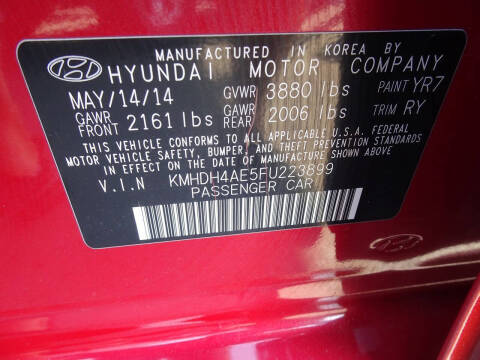 MANUFACTURED IN KOREA BY
HYUNDAI MOTOR COMPANY
MAY/14/14 GVWR 3880 lbs PAINT YR7
GAWR FRONT 2161 lbs GAWR REAR 2006 lbs TRIM RY
THIS VEHICLE CONFORMS TO ALL APPLICABLE U.S.A. FEDERAL
MOTOR VEHICLE SAFETY, BUMPER, AND THEFT PREVENTION STANDARDS
IN EFFECT ON THE DATE OF MANUFACTURE SHOWN ABOVE.
V.I.N KMHDH4AE5FU223899
PASSENGER CAR